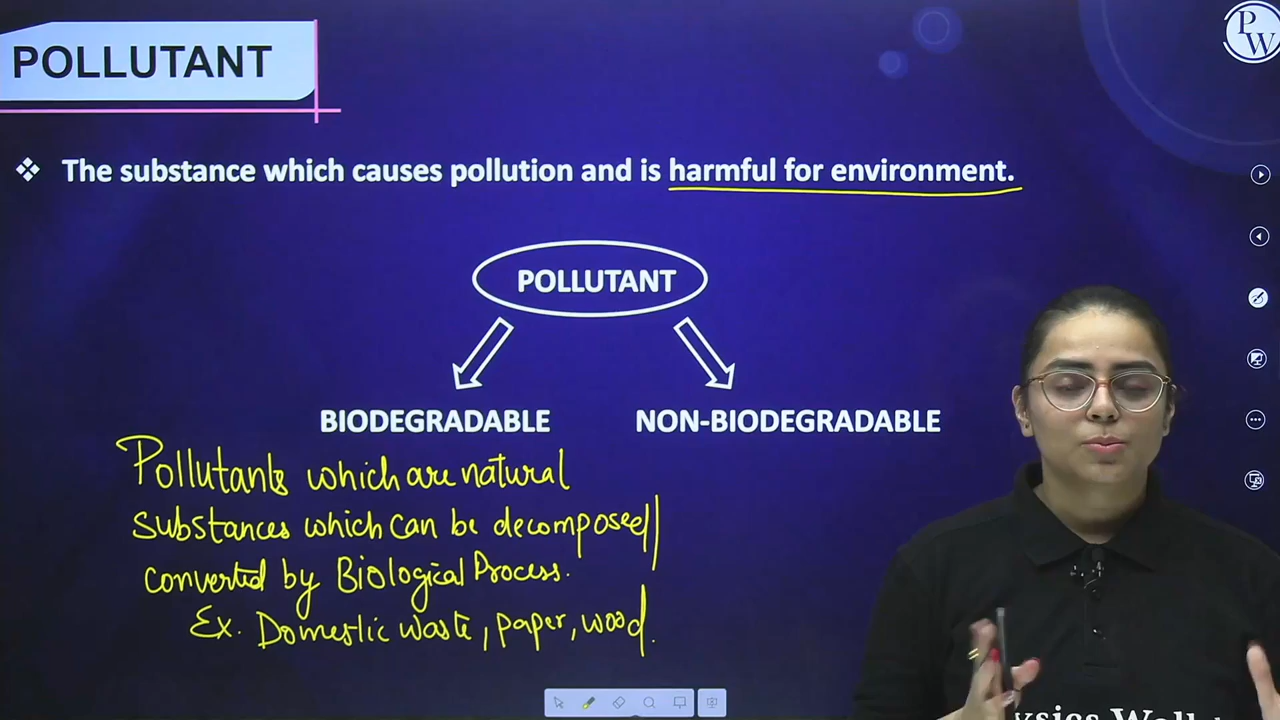 POLLUTANT
PW
❖ The substance which causes pollution and is harmful for environment.
POLLUTANT
BIODEGRADABLE
NON-BIODEGRADABLE
Pollutants which are natural
substances which can be decomposed/
converted by Biological Process.
Ex. Domestic waste, paper, wood.